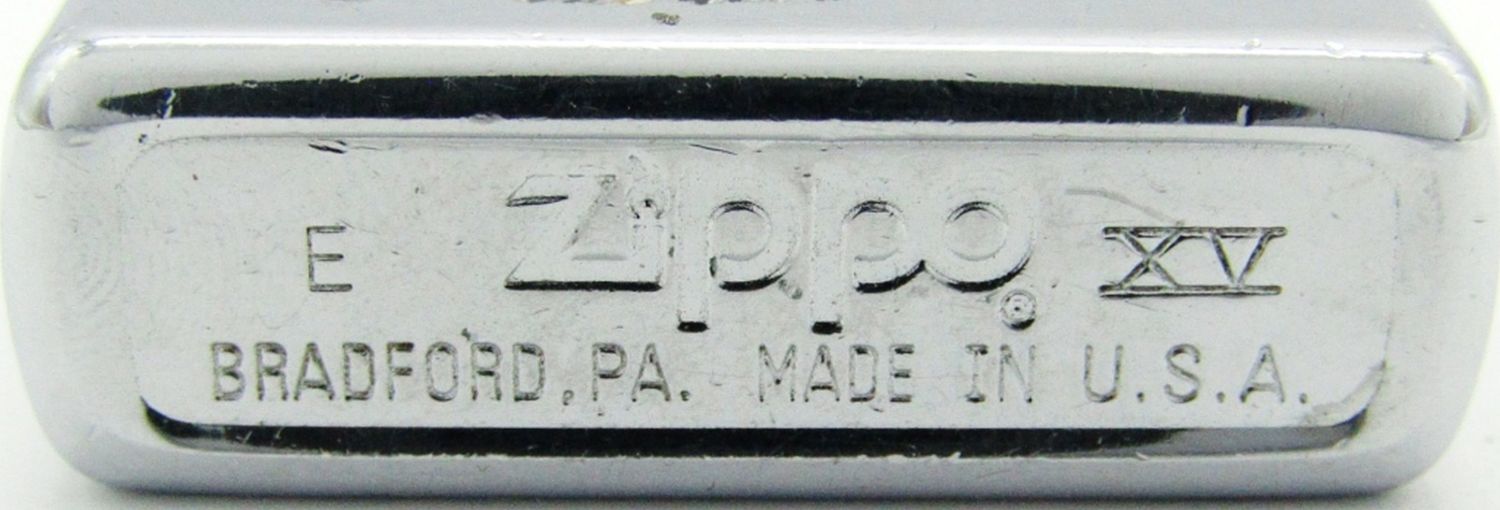 E Zippo® XV
BRADFORD, PA. MADE IN U.S.A.